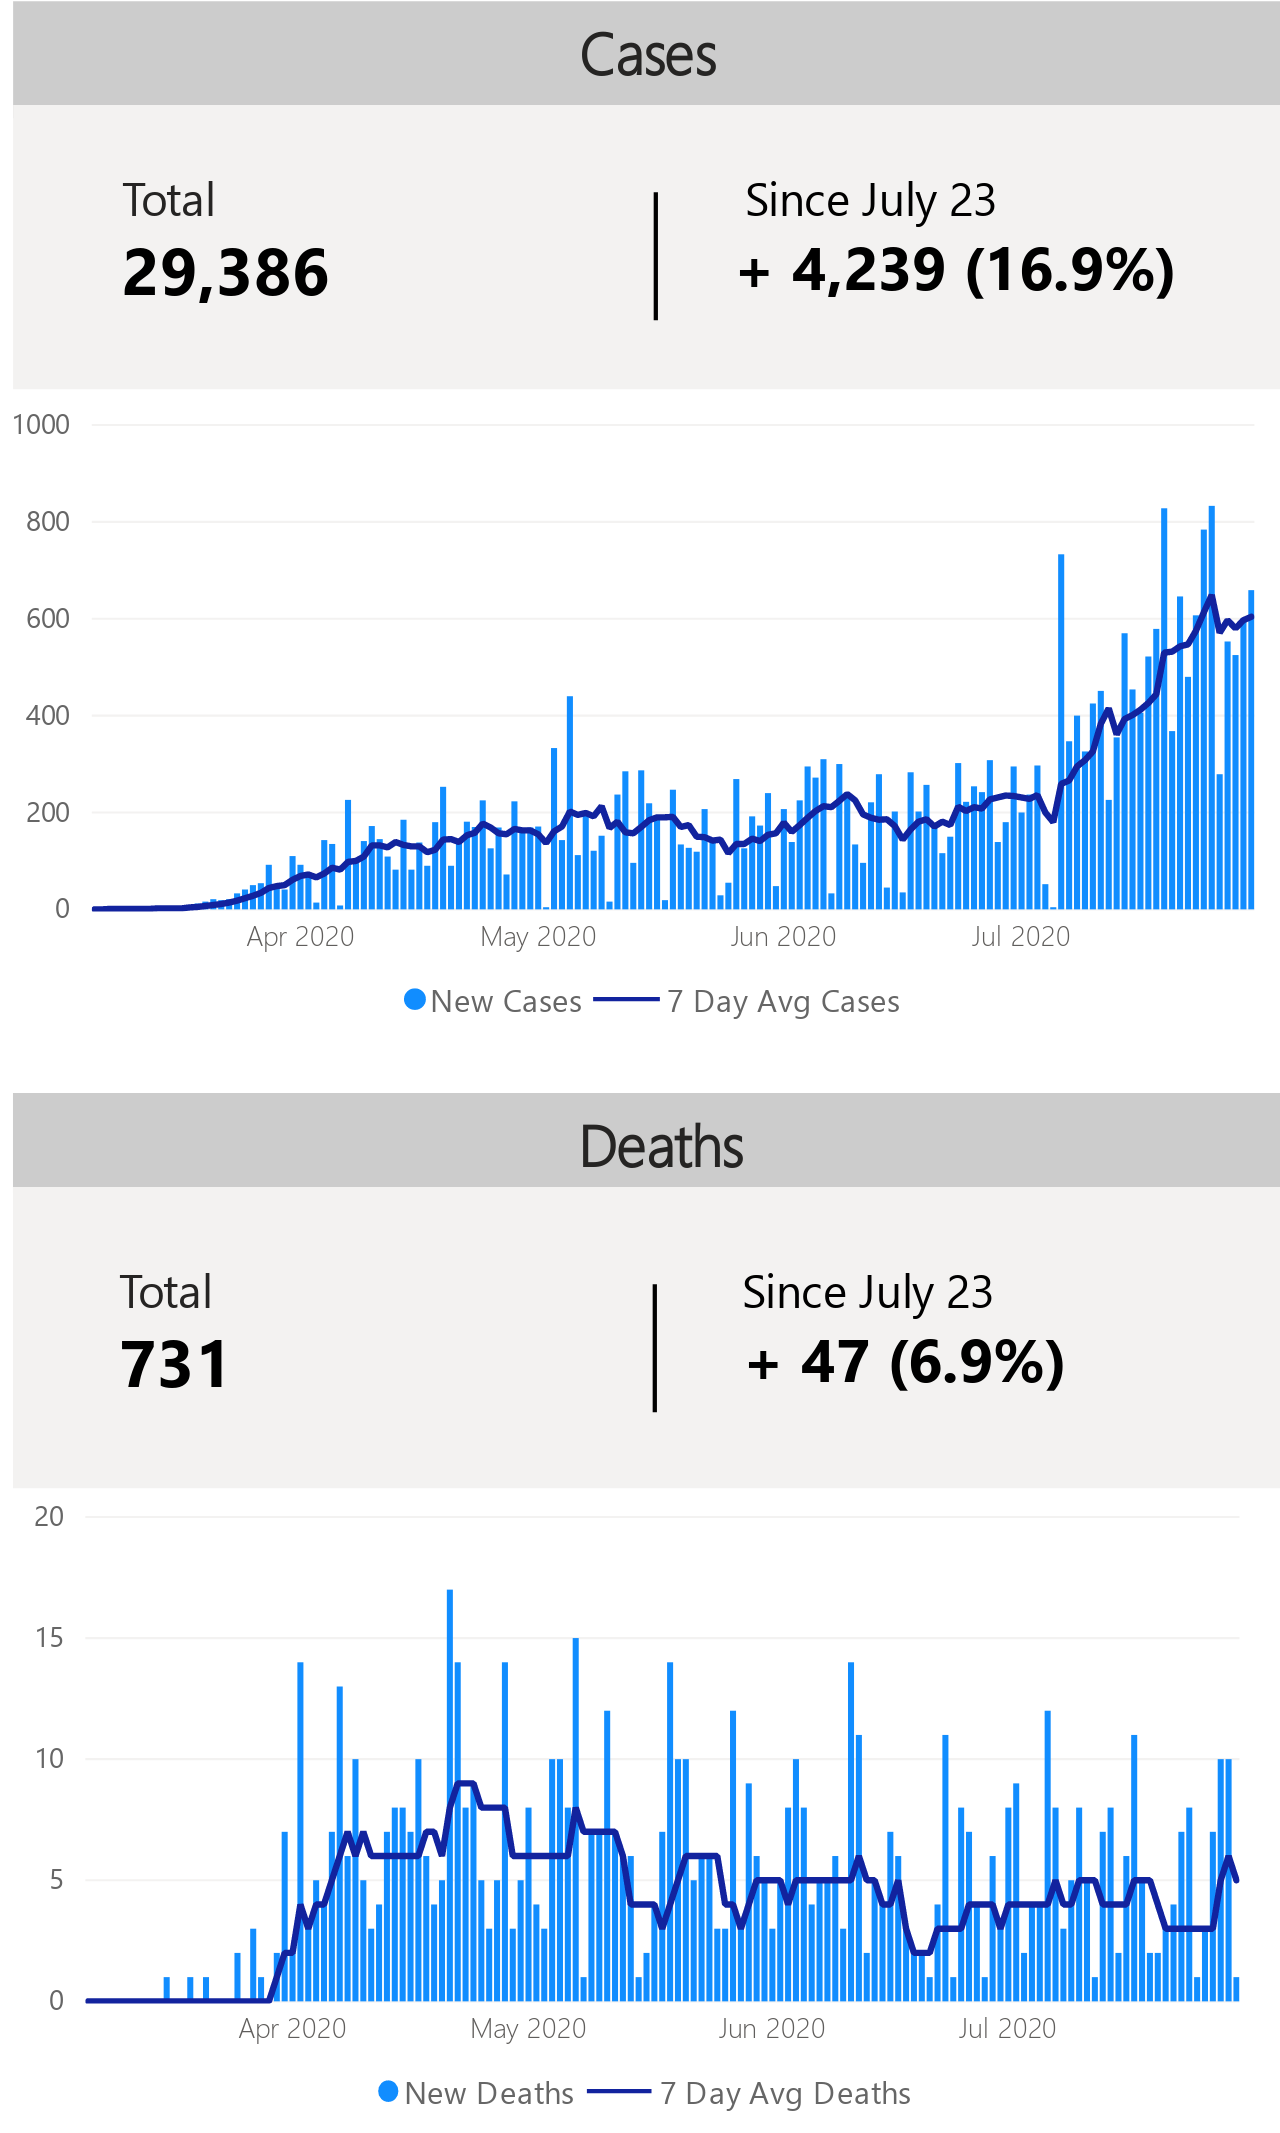 Cases
Total
Since July 23
29,386
+ 4,239 (16.9%)
1000
800
600
400
200
0
Apr 2020
May 2020
Jun 2020
Jul 2020
New Cases
7 Day Avg Cases
Deaths
Total
Since July 23
731
+ 47 (6.9%)
20
15
10
5
0
Apr 2020
May 2020
Jun 2020
Jul 2020
New Deaths
7 Day Avg Deaths